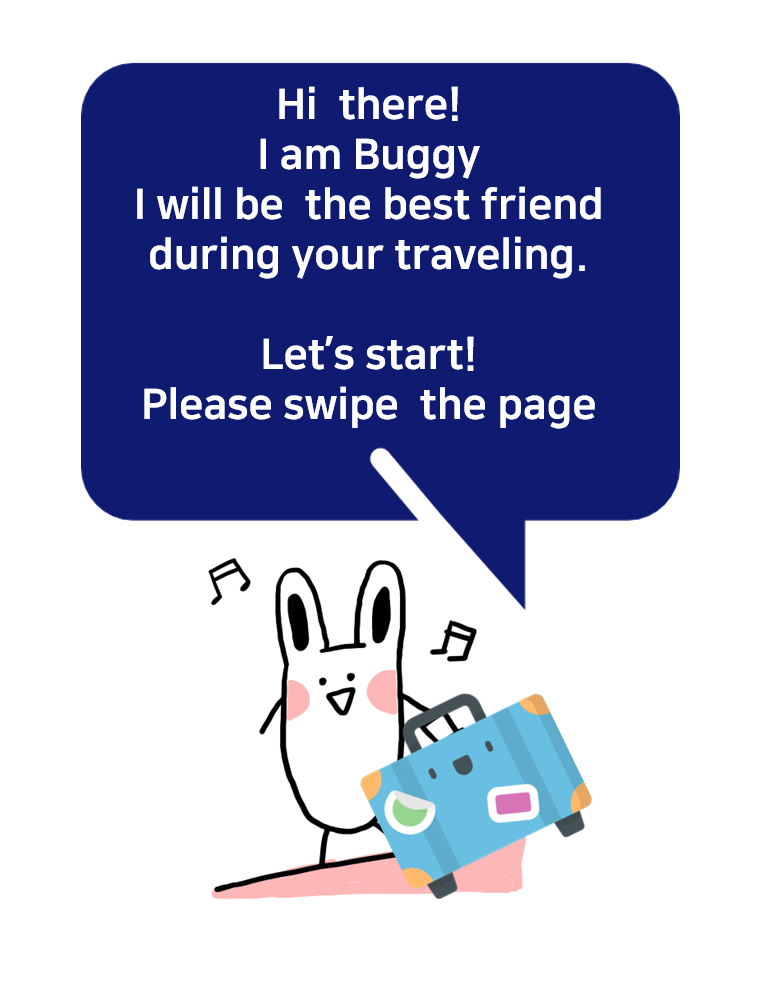 Hi there!
I am Buggy
I will be the best friend
during your traveling.
Let's start!
Please swipe the page